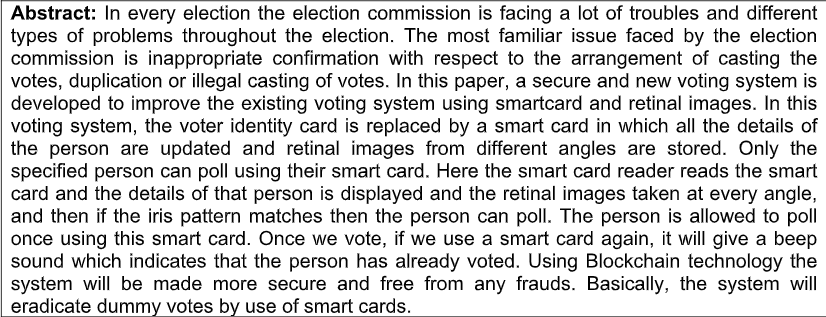 Abstract: In every election the election commission is facing a lot of troubles and different
types of problems throughout the election. The most familiar issue faced by the election
commission is inappropriate confirmation with respect to the arrangement of casting the
votes, duplication or illegal casting of votes. In this paper, a secure and new voting system is
developed to improve the existing voting system using smartcard and retinal images. In this
voting system, the voter identity card is replaced by a smart card in which all the details of
the person are updated and retinal images from different angles are stored. Only the
specified person can poll using their smart card. Here the smart card reader reads the smart
card and the details of that person is displayed and the retinal images taken at every angle,
and then if the iris pattern matches then the person can poll. The person is allowed to poll
once using this smart card. Once we vote, if we use a smart card again, it will give a beep
sound which indicates that the person has already voted. Using Blockchain technology the
system will be made more secure and free from any frauds. Basically, the system will
eradicate dummy votes by use of smart cards.